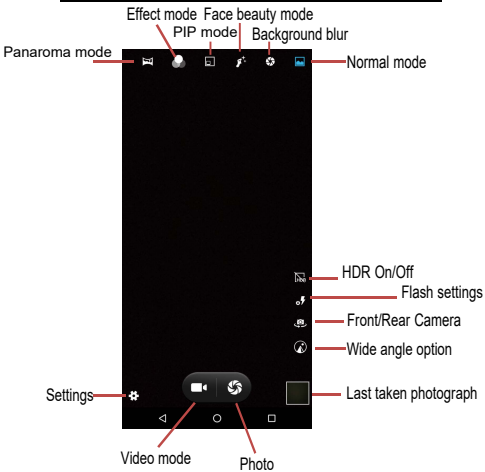 Effect mode Face beauty mode
PIP mode Background blur
Panaroma mode
Normal mode
HDR On/Off
Flash settings
Front/Rear Camera
Wide angle option
Settings
Last taken photograph
Video mode
Photo